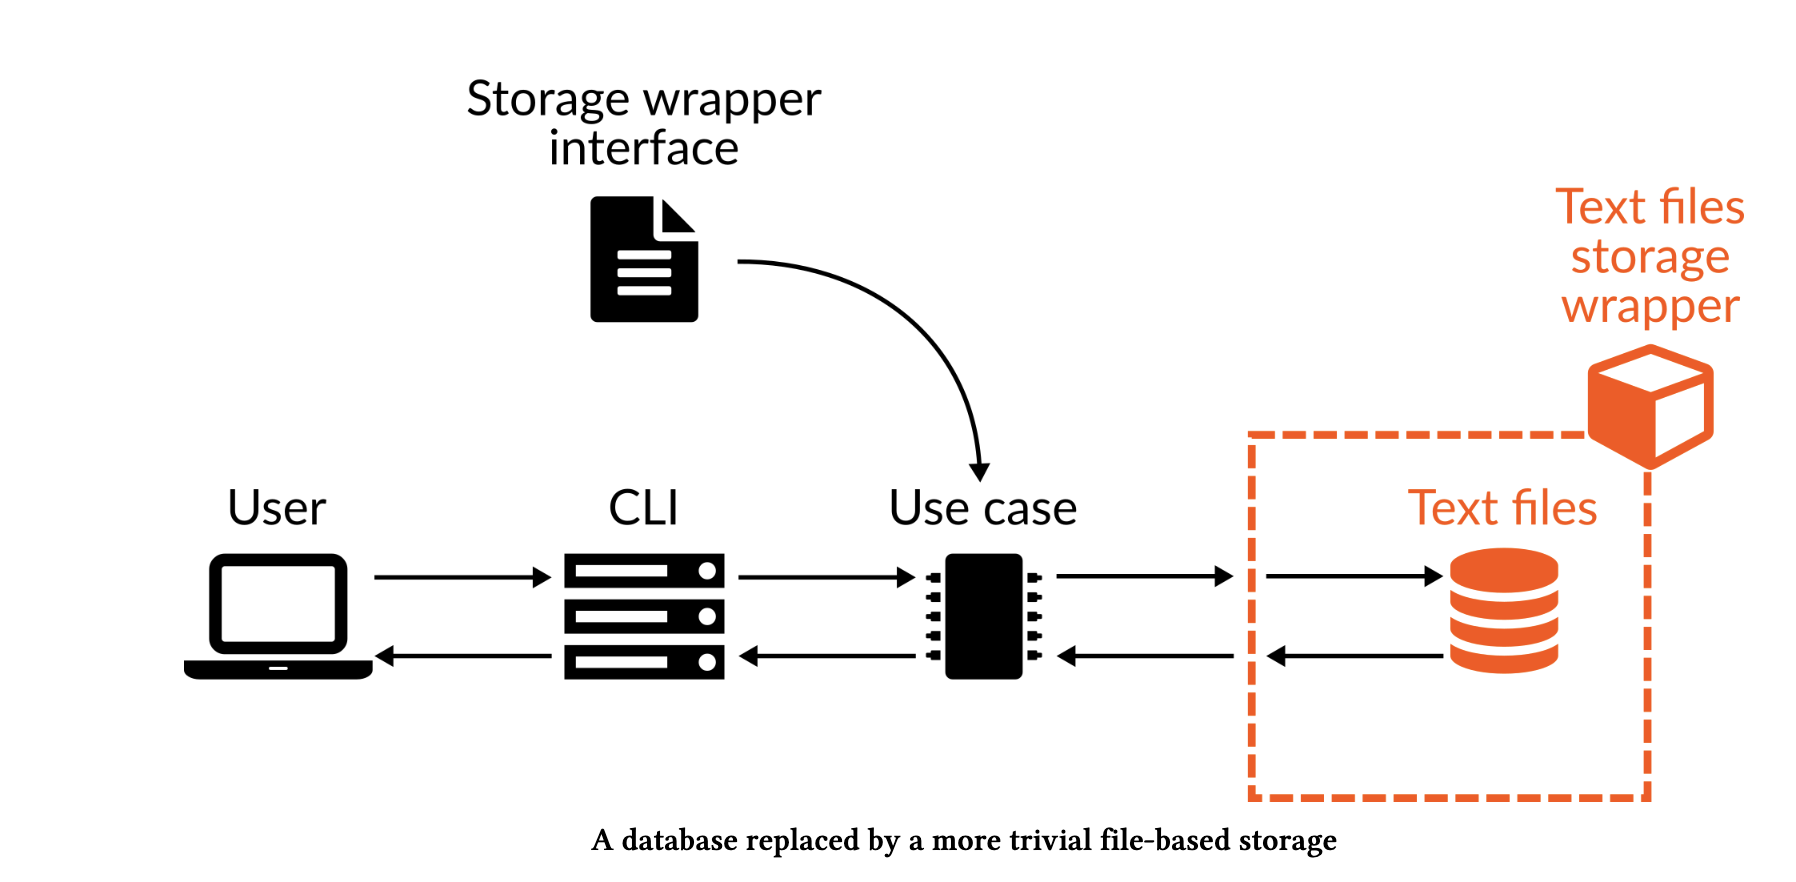 Storage wrapper
interface
Text files
storage
wrapper
User
CLI
Use case
Text files
A database replaced by a more trivial file-based storage